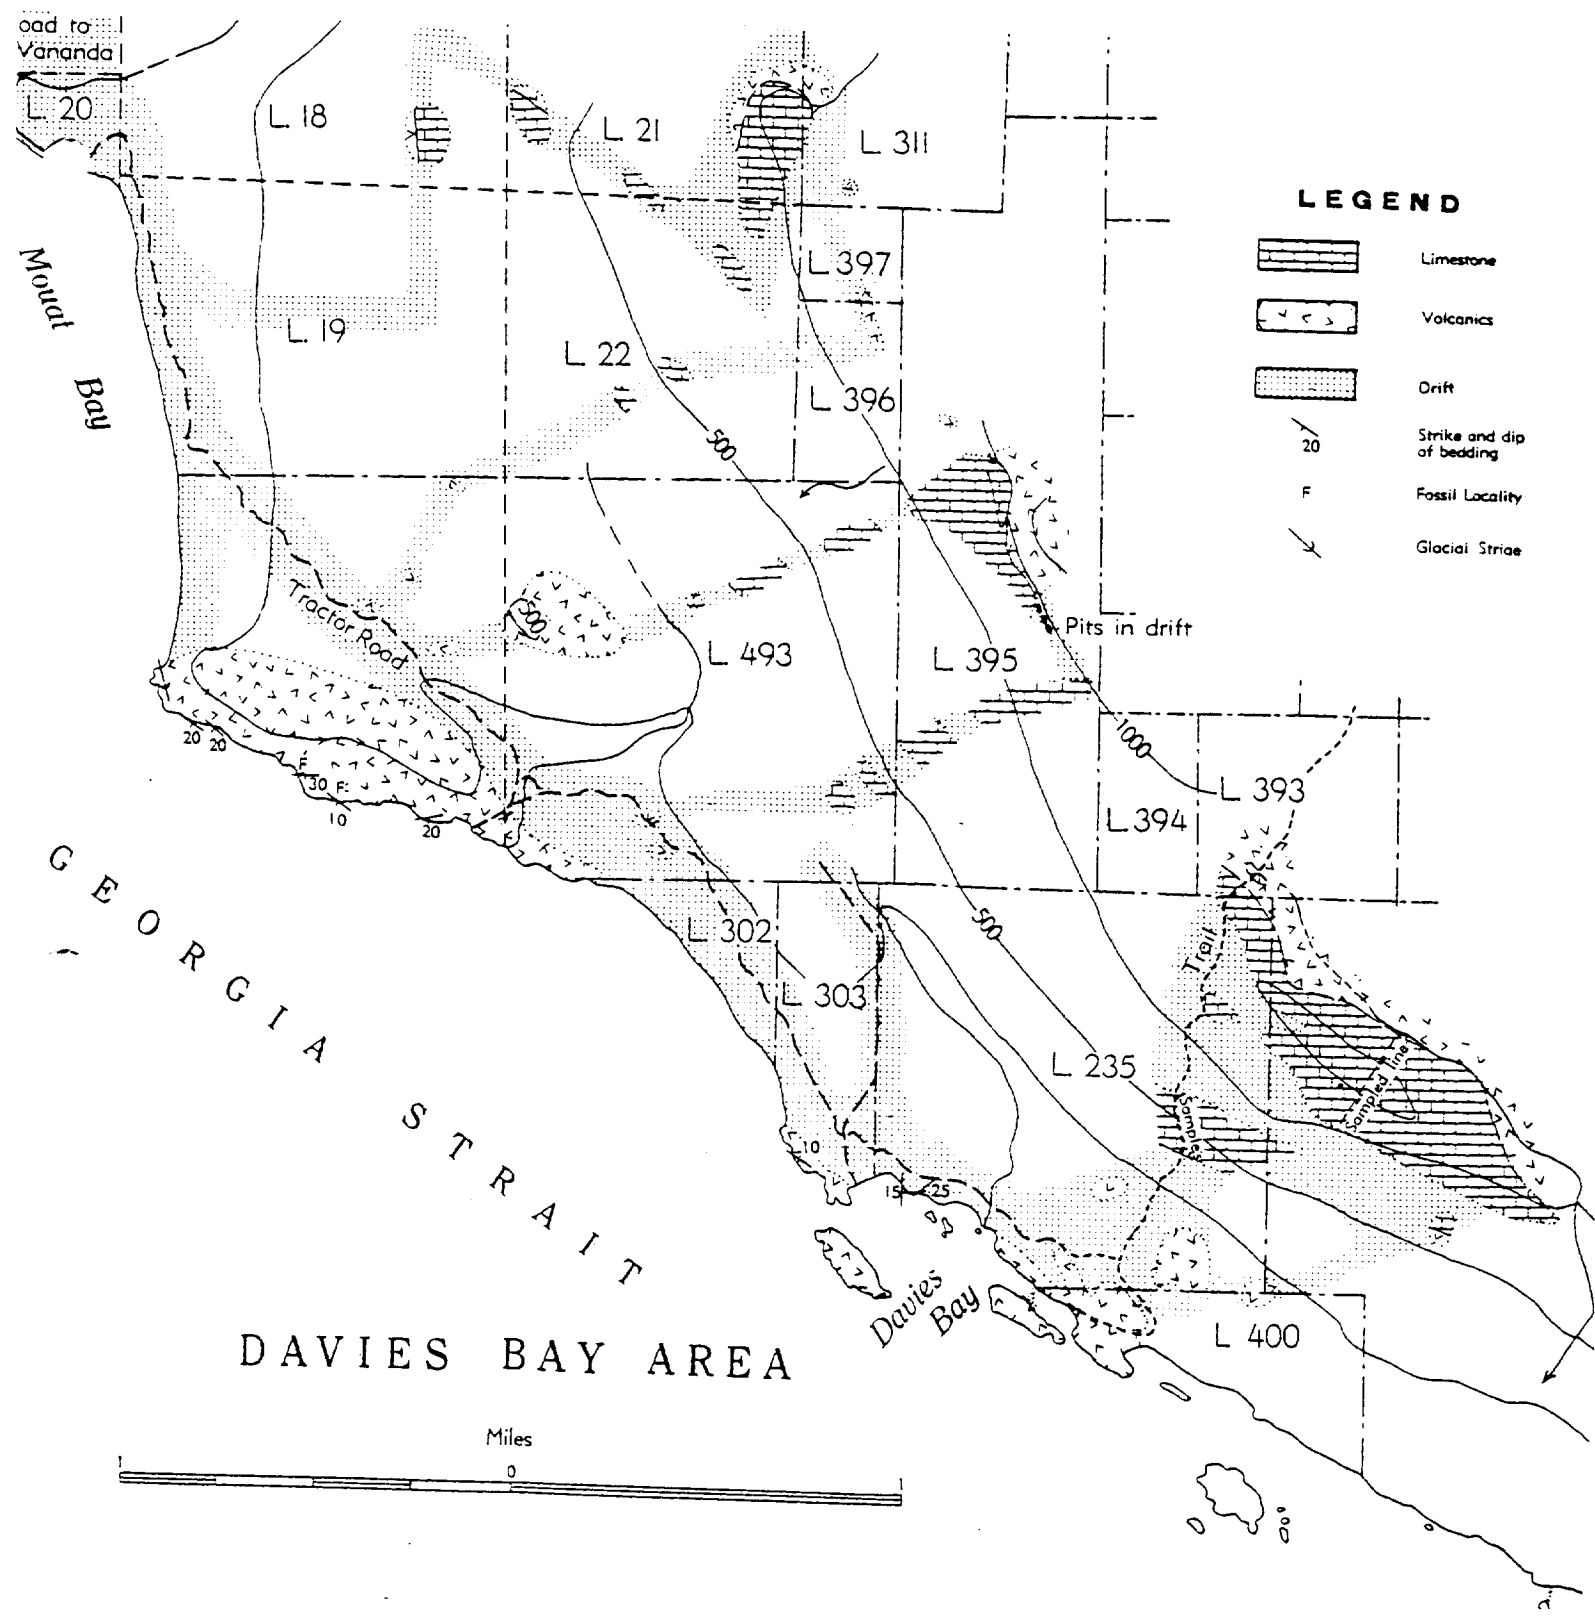 oad to
Vananda
L 20
L 18
L 21
L 311
LEGEND
Limestone
Volcanics
Drift
20
Strike and dip
of bedding
F
Fossil Locality
Glacial Striae
Mouat
Bay
L 19
L 22
L 397
L 396
500
Tractor Road
500
L 493
L 395
Pits in drift
1000
L 393
L 394
20
20
F
30
F
10
20
L 302
L 303
500
Trail
L 235
Samples
Sampled line
10
15
25
GEORGIA
STRAIT
Davies
Bay
L 400
DAVIES BAY AREA
Miles
1
0
1